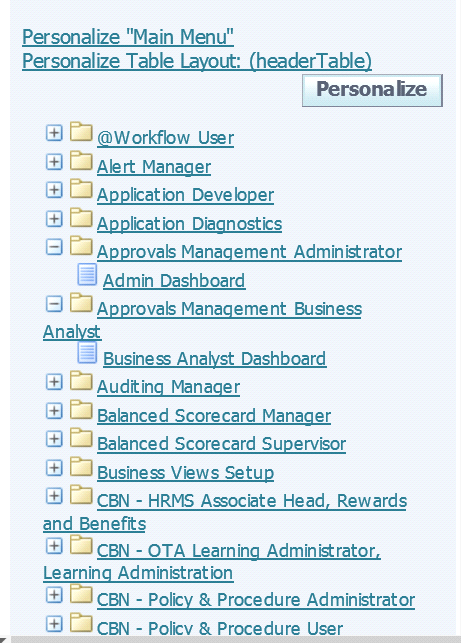 Personalize "Main Menu"
Personalize Table Layout: (headerTable)
Personalize
@Workflow User
Alert Manager
Application Developer
Application Diagnostics
Approvals Management Administrator
Admin Dashboard
Approvals Management Business
Analyst
Business Analyst Dashboard
Auditing Manager
Balanced Scorecard Manager
Balanced Scorecard Supervisor
Business Views Setup
CBN - HRMS Associate Head, Rewards
and Benefits
CBN - OTA Learning Administrator,
Learning Administration
CBN - Policy & Procedure Administrator
CBN - Policy & Procedure User